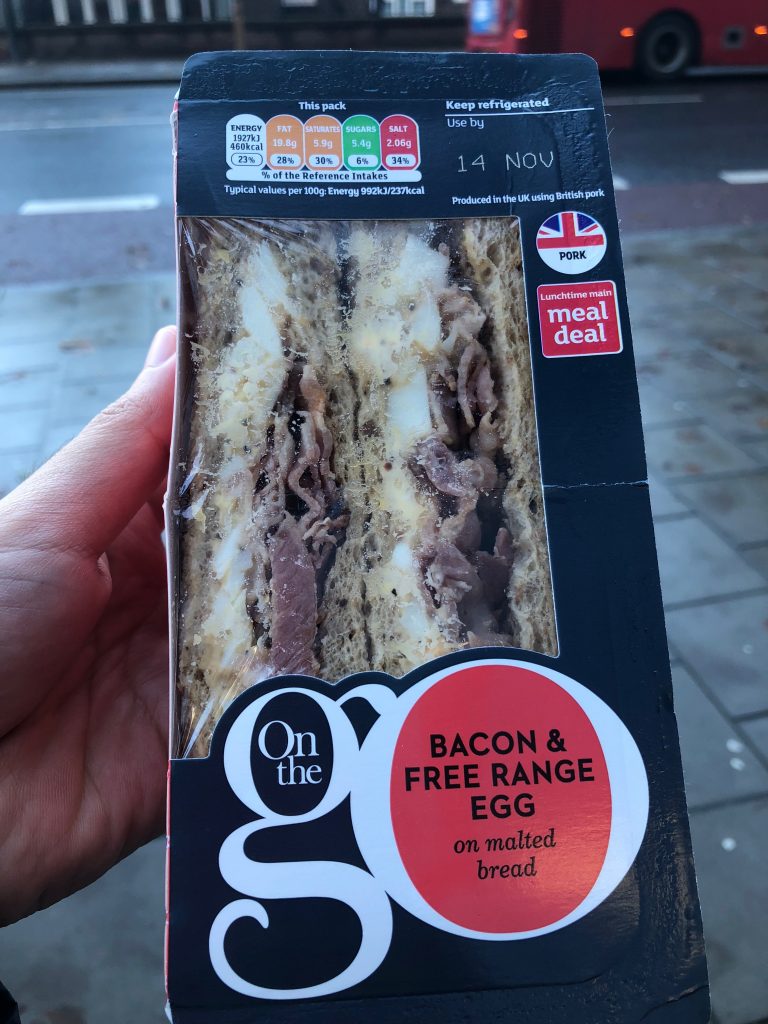 This pack
ENERGY
1927kJ
460kcal
23%
FAT
19.8g
28%
SATURATES
5.9g
30%
SUGARS
5.4g
6%
SALT
2.06g
34%
% of the Reference Intakes
Typical values per 100g: Energy 992kJ/237kcal
Keep refrigerated
Use by
14 NOV
Produced in the UK using British pork
PORK
Lunchtime main
meal
deal
On
the
go
BACON &
FREE RANGE
EGG
on malted
bread